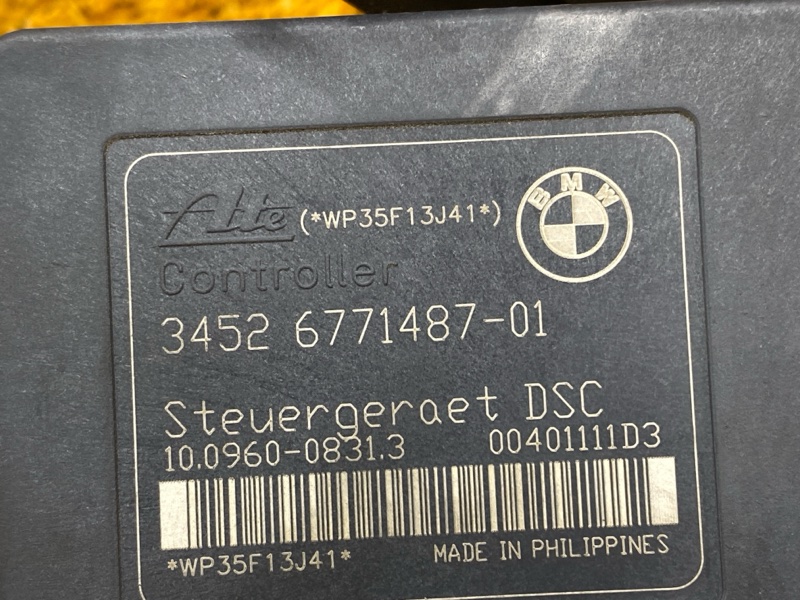 Ate (*WP35F13J41*)
BMW
Controller
3452 6771487-01
Steuergeraet DSC
10.0960-0831.3 00401111D3
*WP35F13J41* MADE IN PHILIPPINES